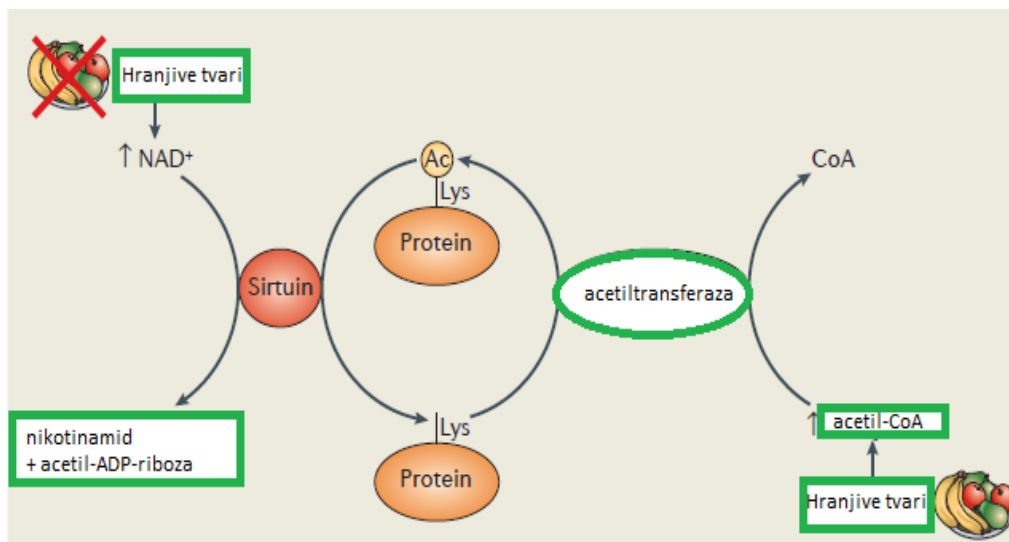 Hranjive tvari
↑ NAD⁺
Ac
CoA
Lys
Protein
Sirtuin
acetiltransferaza
nikotinamid
+ acetil-ADP-riboza
Lys
↑ acetil-CoA
Protein
Hranjive tvari